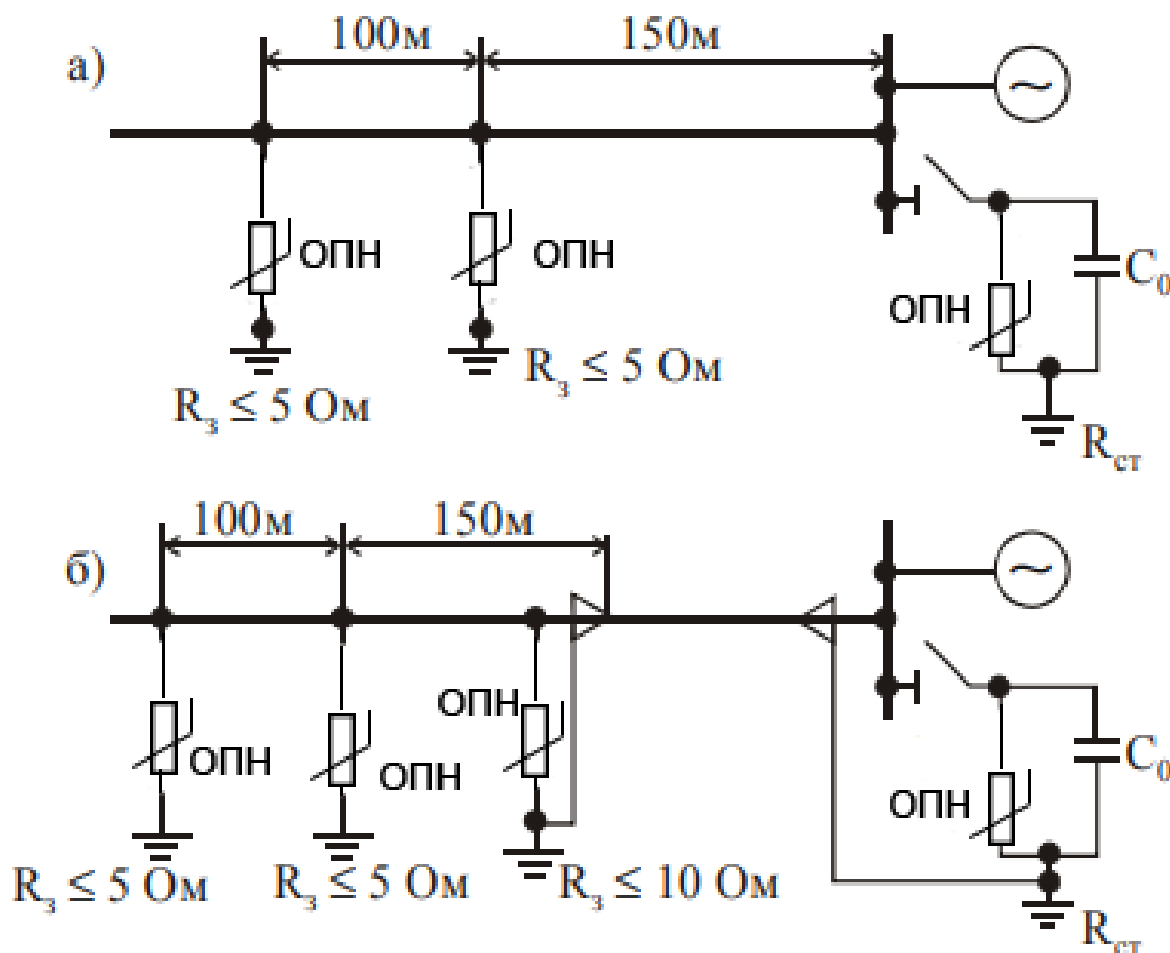 100м 150м
а)
~
ОПН ОПН
C₀
ОПН
Rз ≤ 5 Ом Rз ≤ 5 Ом
Rст
100м 150м
б)
~
ОПН
ОПН ОПН
C₀
ОПН
Rз ≤ 5 Ом Rз ≤ 5 Ом Rз ≤ 10 Ом
Rст